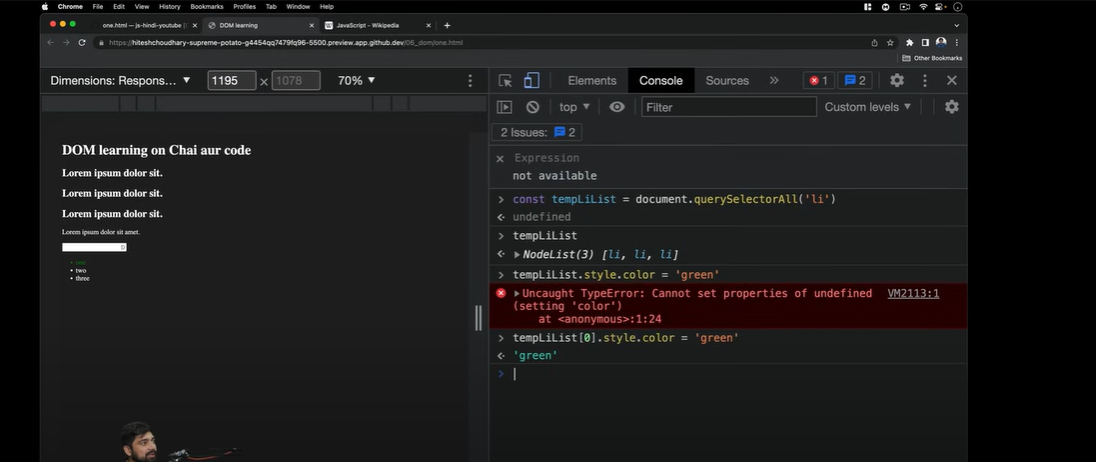 Chrome File Edit View History Bookmarks Profiles Tab Window Help
one.html — js-hindi-youtube [
DOM learning
JavaScript - Wikipedia
https://hiteshchoudhary-supreme-potato-g4454qq7479fq96-5500.preview.app.github.dev/06_dom/one.html
Other Bookmarks
Dimensions: Respons... 1195 × 1078 70%
Elements Console Sources » 1 2
top Filter Custom levels
2 Issues: 2
DOM learning on Chai aur code
Lorem ipsum dolor sit.
Lorem ipsum dolor sit.
Lorem ipsum dolor sit.
Lorem ipsum dolor sit amet.
one
two
three
Expression
not available
const tempLiList = document.querySelectorAll('li')
undefined
tempLiList
NodeList(3) [li, li, li]
tempLiList.style.color = 'green'
Uncaught TypeError: Cannot set properties of undefined VM2113:1
(setting 'color')
at <anonymous>:1:24
tempLiList[0].style.color = 'green'
'green'